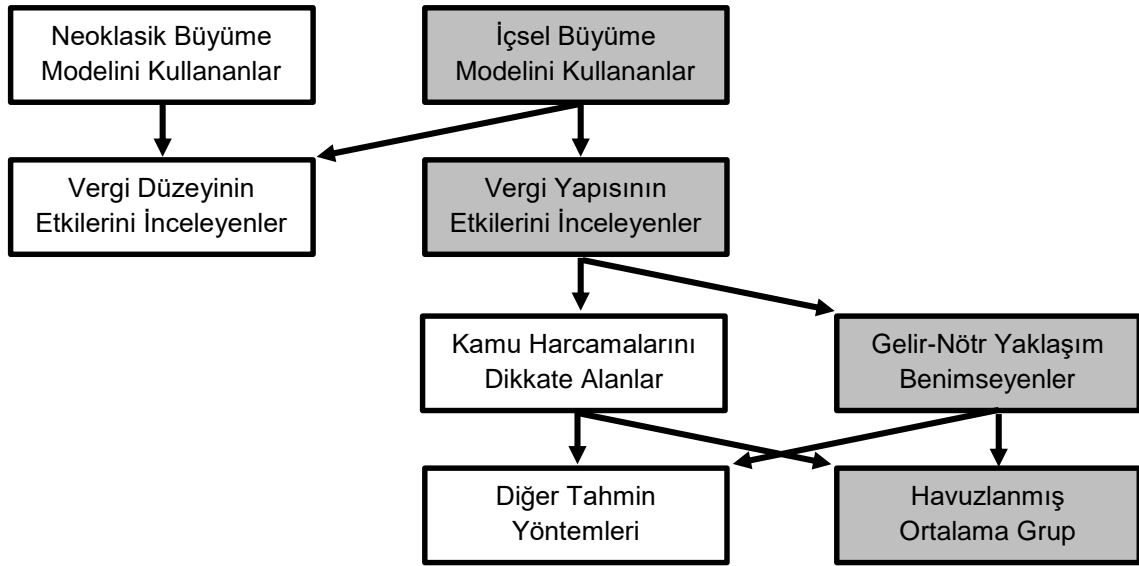 Neoklasik Büyüme
Modelini Kullananlar
İçsel Büyüme
Modelini Kullananlar
Vergi Düzeyinin
Etkilerini İnceleyenler
Vergi Yapısının
Etkilerini İnceleyenler
Kamu Harcamalarını
Dikkate Alanlar
Gelir-Nötr Yaklaşım
Benimseyenler
Diğer Tahmin
Yöntemleri
Havuzlanmış
Ortalama Grup